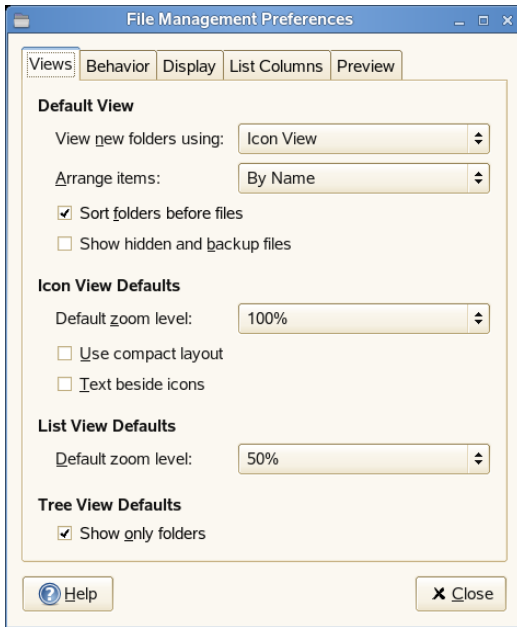 File Management Preferences
Views Behavior Display List Columns Preview
Default View
View new folders using: Icon View
Arrange items: By Name
Sort folders before files
Show hidden and backup files
Icon View Defaults
Default zoom level: 100%
Use compact layout
Text beside icons
List View Defaults
Default zoom level: 50%
Tree View Defaults
Show only folders
Help Close